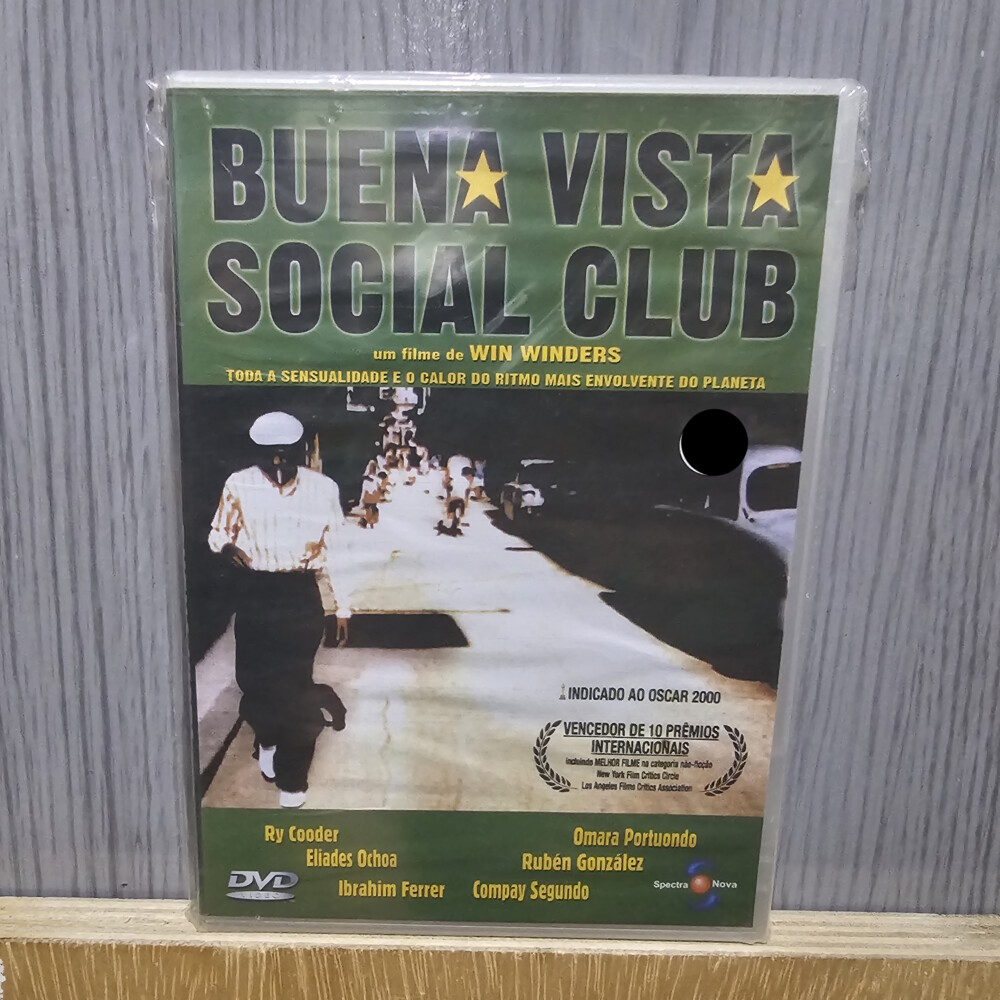 BUENA VISTA
SOCIAL CLUB
um filme de WIN WINDERS
TODA A SENSUALIDADE E O CALOR DO RITMO MAIS ENVOLVENTE DO PLANETA
INDICADO AO OSCAR 2000
VENCEDOR DE 10 PRÊMIOS
INTERNACIONAIS
incluindo MELHOR FILME na categoria não-ficção
New York Film Critics Circle
Los Angeles Films Critics Association
Ry Cooder
Omara Portuondo
Eliades Ochoa
Rubén González
Ibrahim Ferrer
Compay Segundo
DVD
VIDEO
Spectra Nova